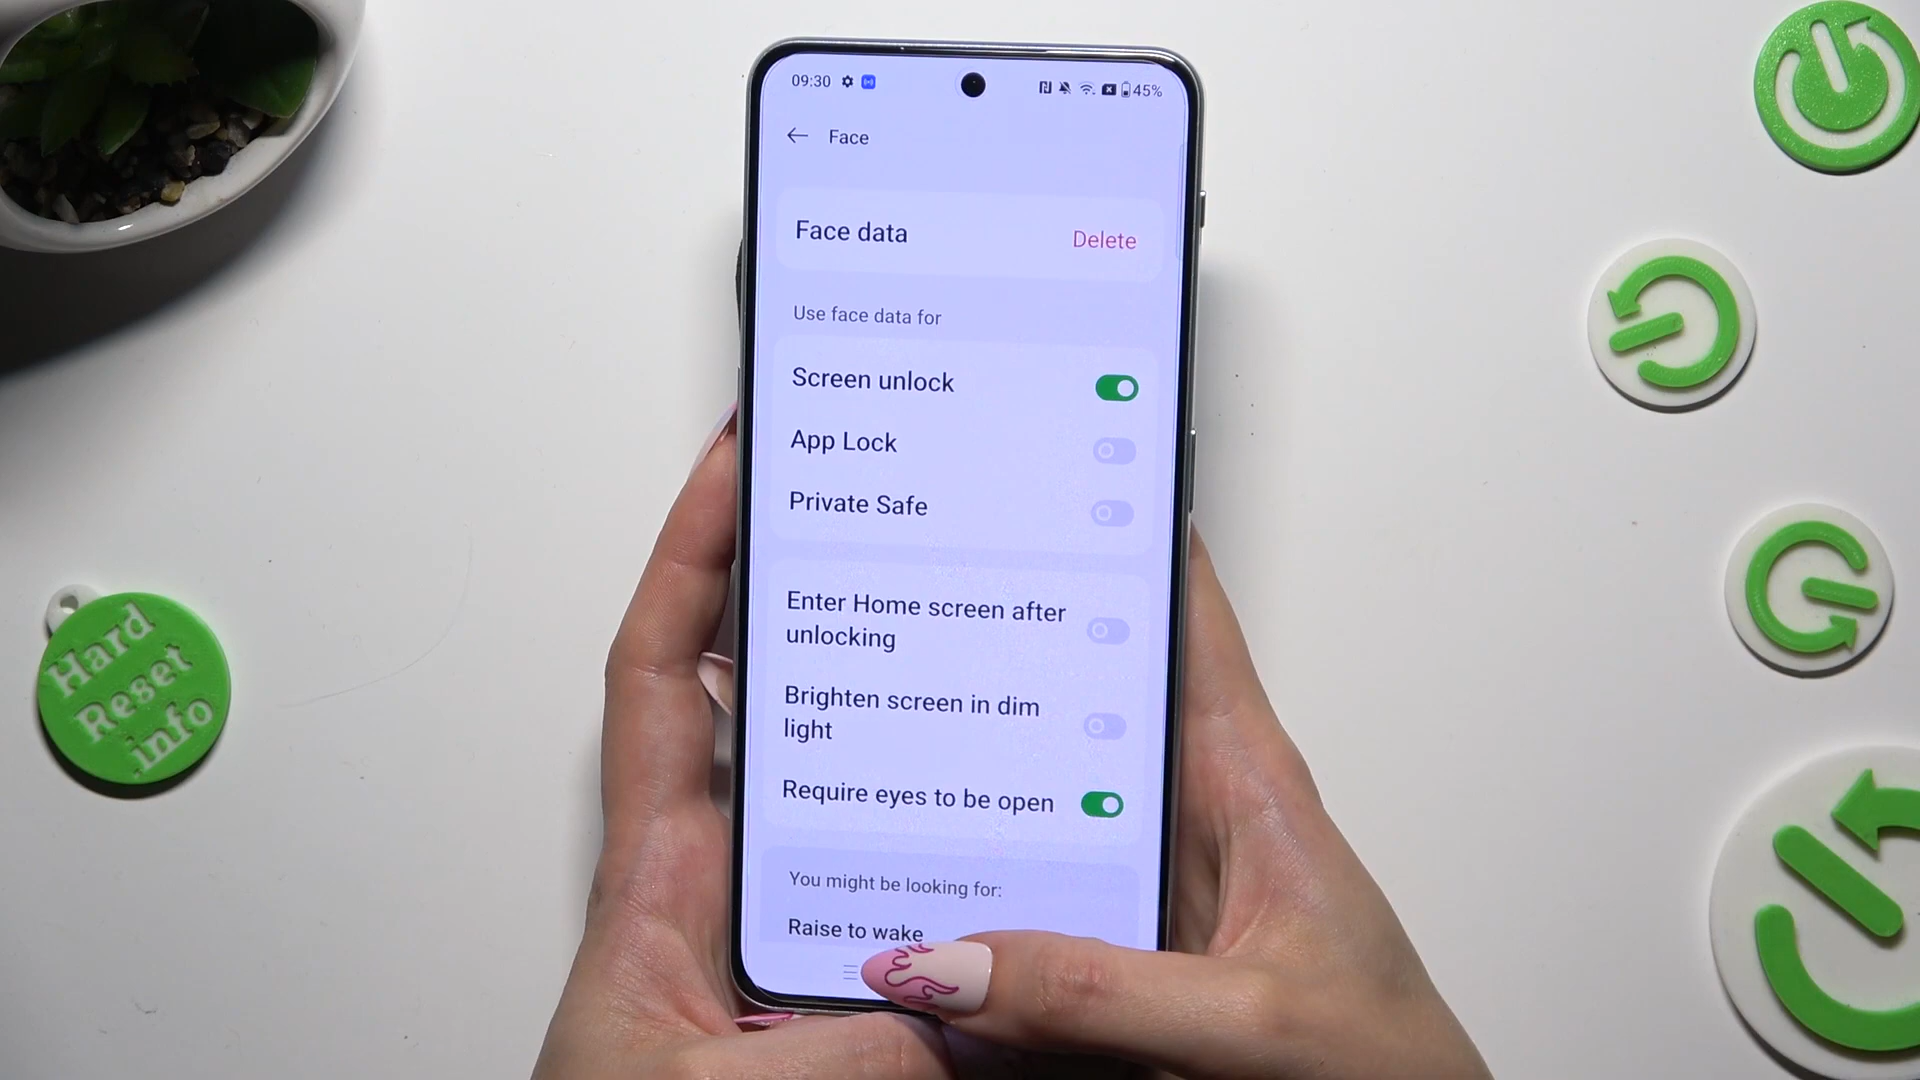 09:30
45%
Face
Face data
Delete
Use face data for
Screen unlock
App Lock
Private Safe
Enter Home screen after
unlocking
Brighten screen in dim
light
Require eyes to be open
You might be looking for:
Raise to wake
Hard
Reset
.info